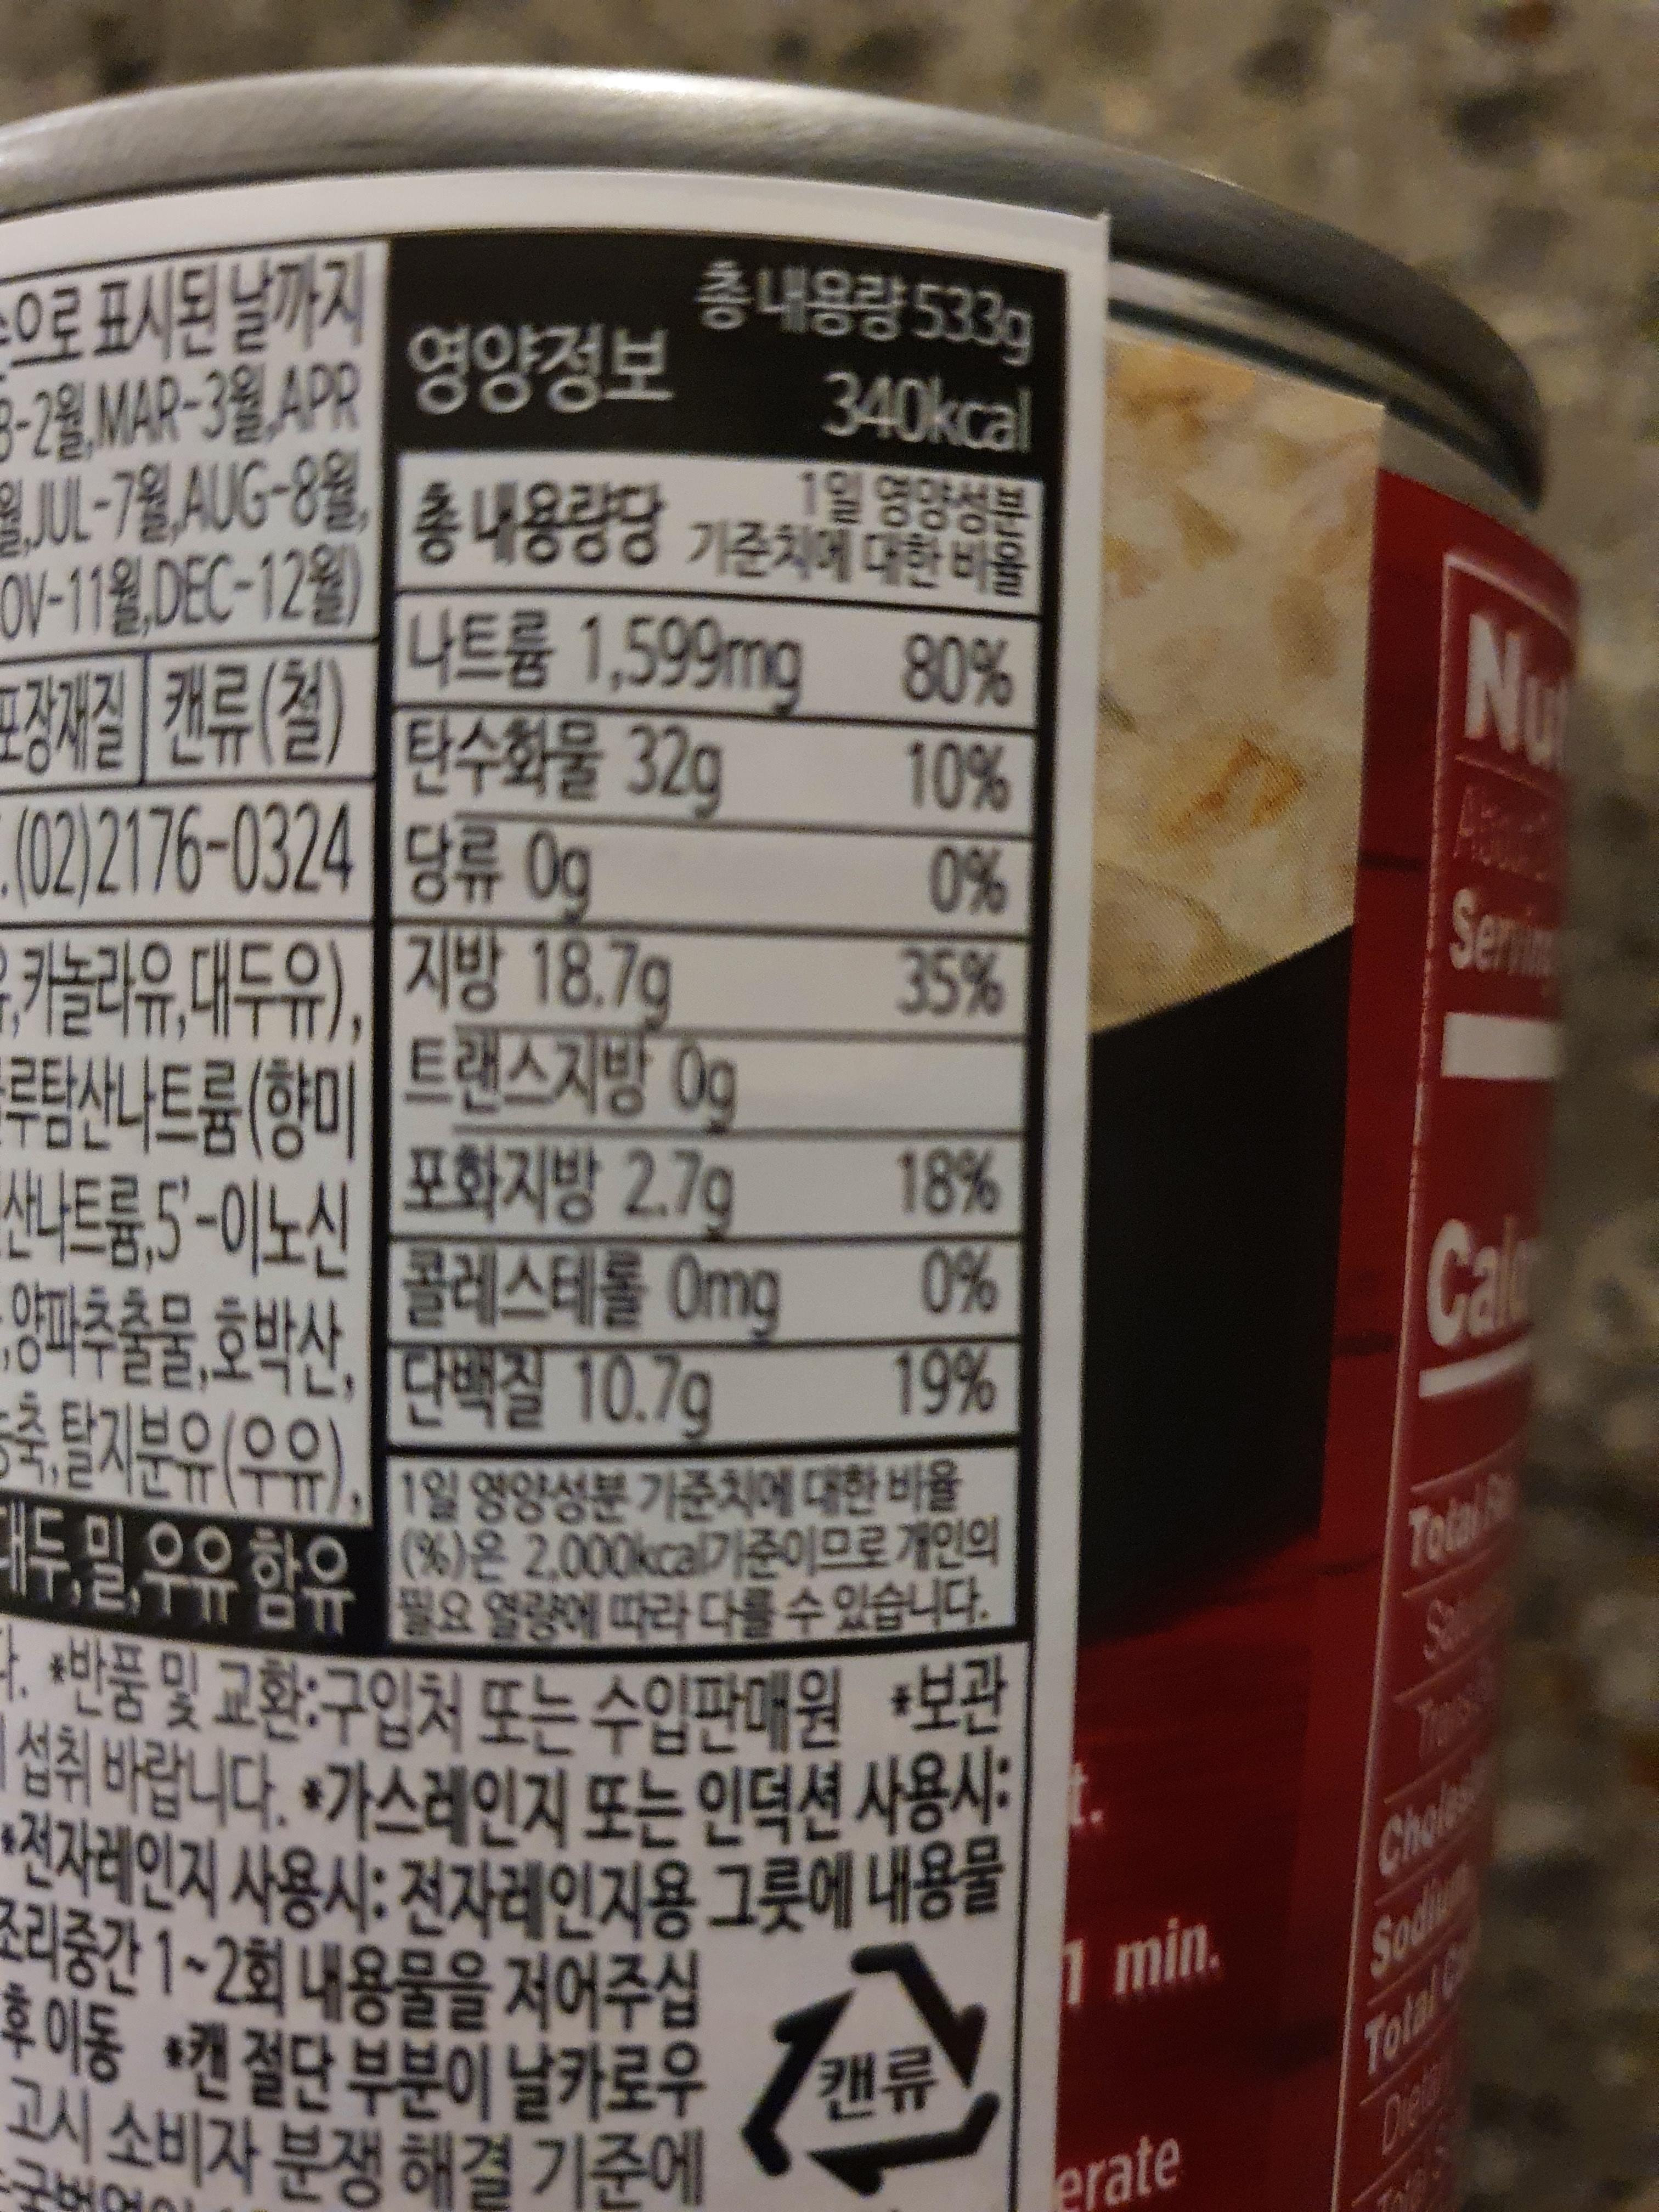 으로 표시된 날까지
B-2월,MAR-3월,APR
월,JUL-7월,AUG-8월,
OV-11월,DEC-12월)
포장재질 캔류(철)
.(02)2176-0324
유,카놀라유,대두유),
루탐산나트륨(향미
산나트륨,5'-이노신
,양파추출물,호박산,
축,탈지분유(우유),
대두,밀,우유 함유
영양정보
총 내용량 533g
340kcal
총 내용량당 1일 영양성분
기준치에 대한 비율
나트륨 1,599mg 80%
탄수화물 32g 10%
당류 0g 0%
지방 18.7g 35%
트랜스지방 0g
포화지방 2.7g 18%
콜레스테롤 0mg 0%
단백질 10.7g 19%
1일 영양성분 기준치에 대한 비율
(%)은 2,000kcal기준이므로 개인의
필요 열량에 따라 다를 수 있습니다.
다. *반품 및 교환:구입처 또는 수입판매원 *보관
섭취 바랍니다. *가스레인지 또는 인덕션 사용시:
*전자레인지 사용시: 전자레인지용 그릇에 내용물
조리중간 1~2회 내용물을 저어주십
후 이동 *캔 절단 부분이 날카로우
고시 소비자 분쟁 해결 기준에
캔류
t.
1 min.
erate
Nu
Serving
Calo
Total Fa
Choles
Sodium
Total Ca